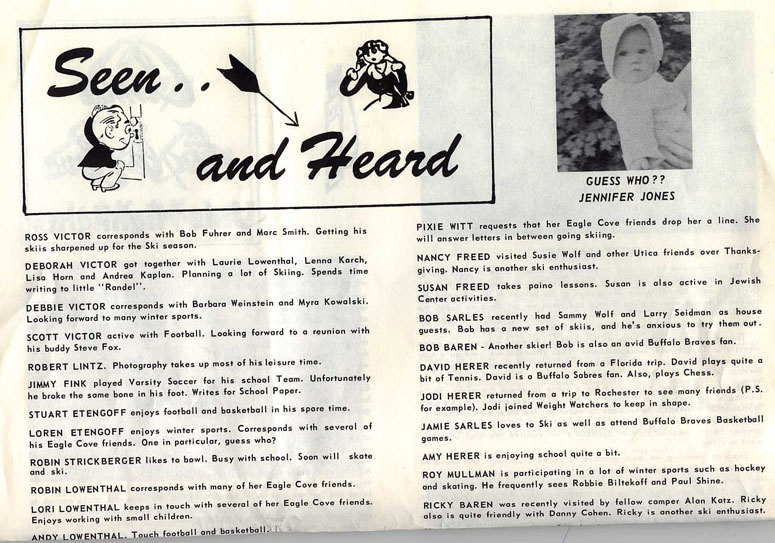 Seen . .
and Heard
ROSS VICTOR corresponds with Bob Fuhrer and Marc Smith. Getting his
skiis sharpened up for the Ski season.
DEBORAH VICTOR got together with Laurie Lowenthal, Lenna Karch,
Lisa Horn and Andrea Kaplan. Planning a lot of Skiing. Spends time
writing to little "Randel".
DEBBIE VICTOR corresponds with Barbara Weinstein and Myra Kowalski.
Looking forward to many winter sports.
SCOTT VICTOR active with Football. Looking forward to a reunion with
his buddy Steve Fox.
ROBERT LINTZ. Photography takes up most of his leisure time.
JIMMY FINK played Varsity Soccer for his school Team. Unfortunately
he broke the same bone in his foot. Writes for School Paper.
STUART ETENGOFF enjoys football and basketball in his spare time.
LOREN ETENGOFF enjoys winter sports. Corresponds with several of
his Eagle Cove friends. One in particular, guess who?
ROBIN STRICKBERGER likes to bowl. Busy with school. Soon will skate
and ski.
ROBIN LOWENTHAL corresponds with many of her Eagle Cove friends.
LORI LOWENTHAL keeps in touch with several of her Eagle Cove friends.
Enjoys working with small children.
ANDY LOWENTHAL. Touch football and basketball.
GUESS WHO??
JENNIFER JONES
PIXIE WITT requests that her Eagle Cove friends drop her a line. She
will answer letters in between going skiing.
NANCY FREED visited Susie Wolf and other Utica friends over Thanks-
giving. Nancy is another ski enthusiast.
SUSAN FREED takes paino lessons. Susan is also active in Jewish
Center activities.
BOB SARLES recently had Sammy Wolf and Larry Seidman as house
guests. Bob has a new set of skiis, and he's anxious to try them out.
BOB BAREN - Another skier! Bob is also an avid Buffalo Braves fan.
DAVID HERER recently returned from a Florida trip. David plays quite a
bit of Tennis. David is a Buffalo Sabres fan. Also, plays Chess.
JODI HERER returned from a trip to Rochester to see many friends (P.S.
for example). Jodi joined Weight Watchers to keep in shape.
JAMIE SARLES loves to Ski as well as attend Buffalo Braves Basketball
games.
AMY HERER is enjoying school quite a bit.
ROY MULLMAN is participating in a lot of winter sports such as hockey
and skating. He frequently sees Robbie Biltekoff and Paul Shine.
RICKY BAREN was recently visited by fellow camper Alan Katz. Ricky
also is quite friendly with Danny Cohen. Ricky is another ski enthusiast.